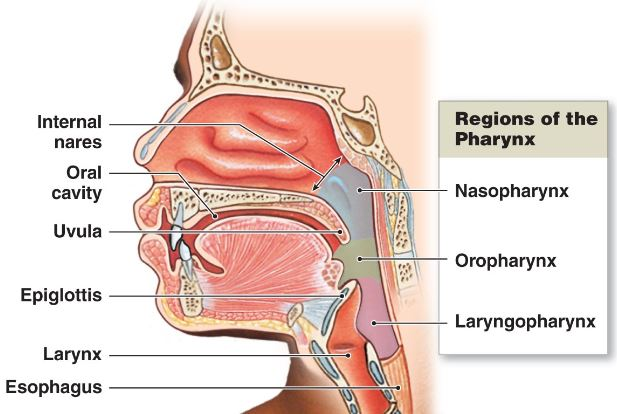 Internal
nares
Oral
cavity
Uvula
Epiglottis
Larynx
Esophagus
Regions of the
Pharynx
Nasopharynx
Oropharynx
Laryngopharynx